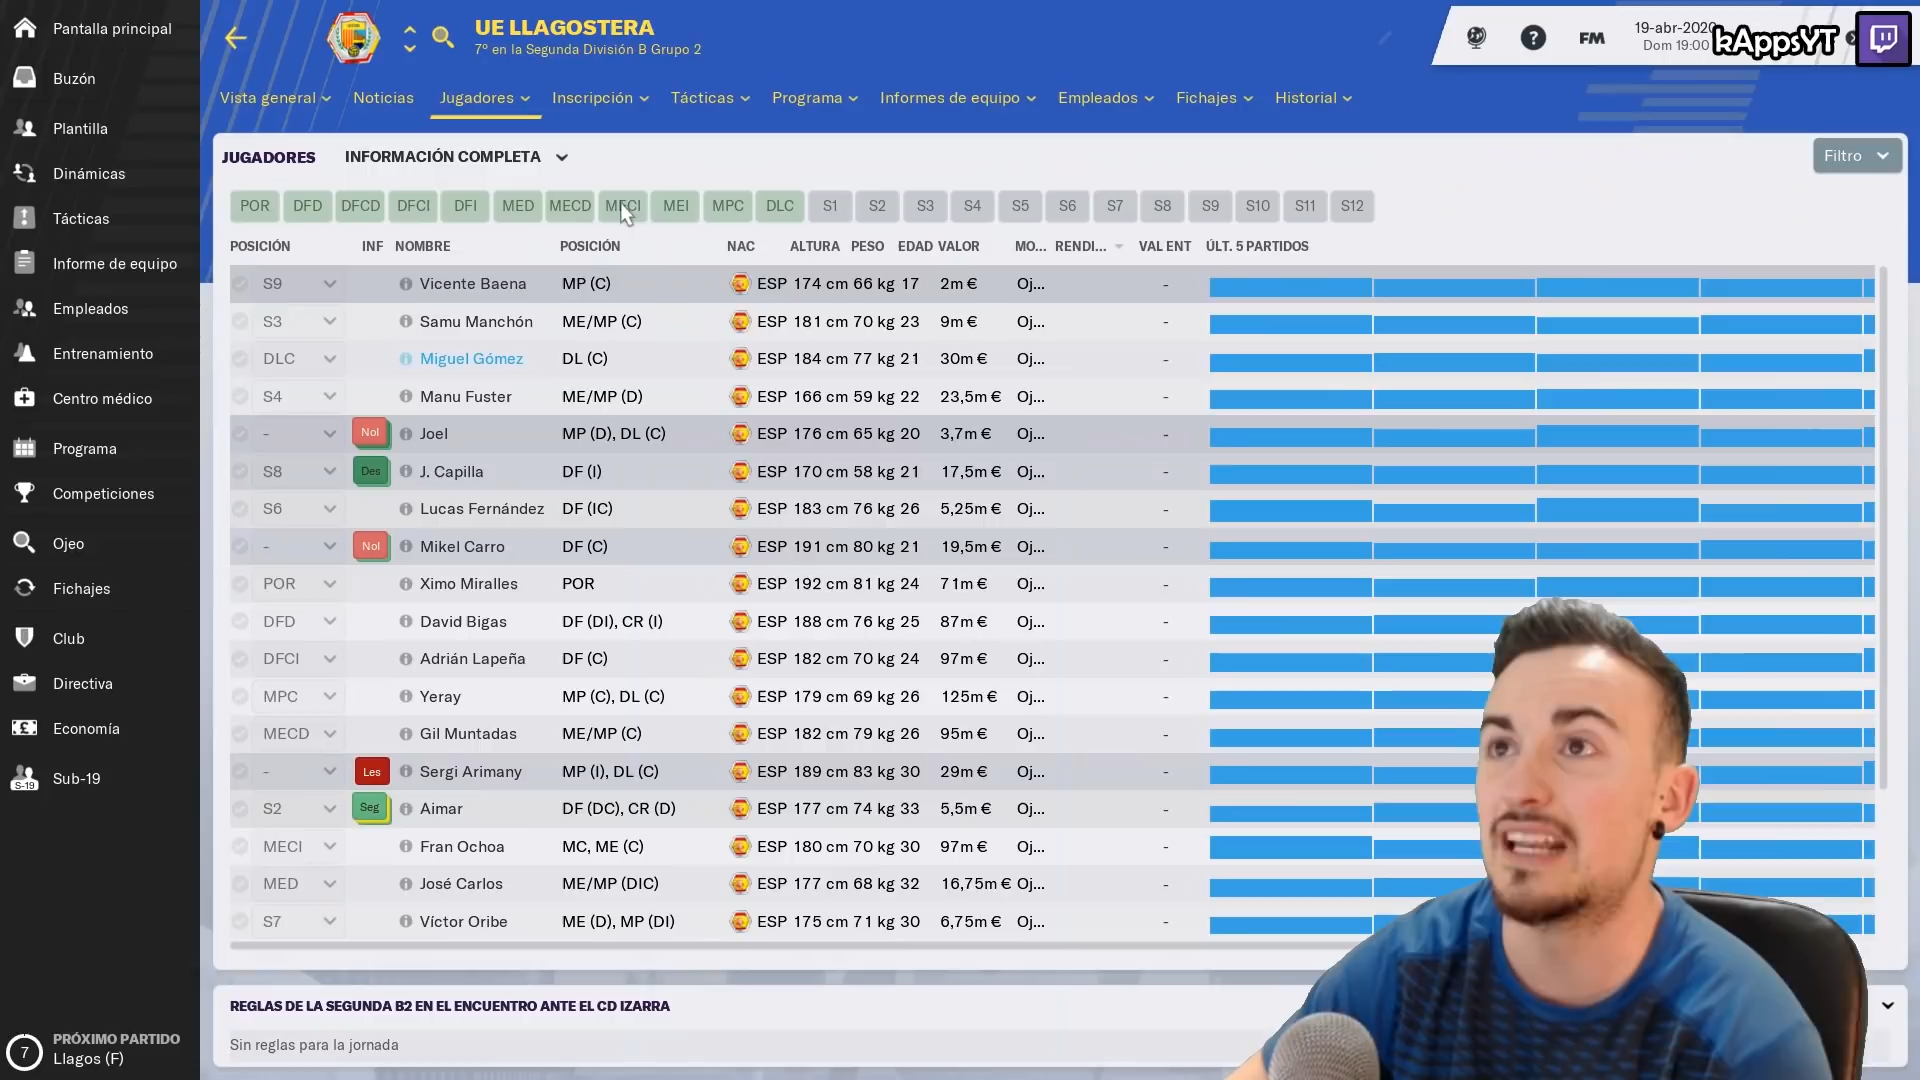 Pantalla principal
Buzón
Plantilla
Dinámicas
Tácticas
Informe de equipo
Empleados
Entrenamiento
Centro médico
Programa
Competiciones
Ojeo
Fichajes
Club
Directiva
Economía
S-19 Sub-19
7
PRÓXIMO PARTIDO
Llagos (F)
UE LLAGOSTERA
7º en la Segunda División B Grupo 2
? FM
19-abr-2020
Dom 19:00
kAppsYT
Vista general Noticias Jugadores Inscripción Tácticas Programa Informes de equipo Empleados Fichajes Historial
JUGADORES INFORMACIÓN COMPLETA Filtro
POR DFD DFCD DFCI DFI MED MECD MECI MEI MPC DLC S1 S2 S3 S4 S5 S6 S7 S8 S9 S10 S11 S12
POSICIÓN INF NOMBRE POSICIÓN NAC ALTURA PESO EDAD VALOR MO... RENDI... VAL ENT ÚLT. 5 PARTIDOS
S9 Vicente Baena MP (C) ESP 174 cm 66 kg 17 2m € Oj... -
S3 Samu Manchón ME/MP (C) ESP 181 cm 70 kg 23 9m € Oj... -
DLC Miguel Gómez DL (C) ESP 184 cm 77 kg 21 30m € Oj... -
S4 Manu Fuster ME/MP (D) ESP 166 cm 59 kg 22 23,5m € Oj... -
- Nol Joel MP (D), DL (C) ESP 176 cm 65 kg 20 3,7m € Oj... -
S8 Des J. Capilla DF (I) ESP 170 cm 58 kg 21 17,5m € Oj... -
S6 Lucas Fernández DF (IC) ESP 183 cm 76 kg 26 5,25m € Oj... -
- Nol Mikel Carro DF (C) ESP 191 cm 80 kg 21 19,5m € Oj... -
POR Ximo Miralles POR ESP 192 cm 81 kg 24 71m € Oj... -
DFD David Bigas DF (DI), CR (I) ESP 188 cm 76 kg 25 87m € Oj... -
DFCI Adrián Lapeña DF (C) ESP 182 cm 70 kg 24 97m € Oj... -
MPC Yeray MP (C), DL (C) ESP 179 cm 69 kg 26 125m € Oj... -
MECD Gil Muntadas ME/MP (C) ESP 182 cm 79 kg 26 95m € Oj... -
- Les Sergi Arimany MP (I), DL (C) ESP 189 cm 83 kg 30 29m € Oj... -
S2 Seg Aimar DF (DC), CR (D) ESP 177 cm 74 kg 33 5,5m € Oj... -
MECI Fran Ochoa MC, ME (C) ESP 180 cm 70 kg 30 97m € Oj... -
MED José Carlos ME/MP (DIC) ESP 177 cm 68 kg 32 16,75m € Oj... -
S7 Víctor Oribe ME (D), MP (DI) ESP 175 cm 71 kg 30 6,75m € Oj... -
REGLAS DE LA SEGUNDA B2 EN EL ENCUENTRO ANTE EL CD IZARRA
Sin reglas para la jornada